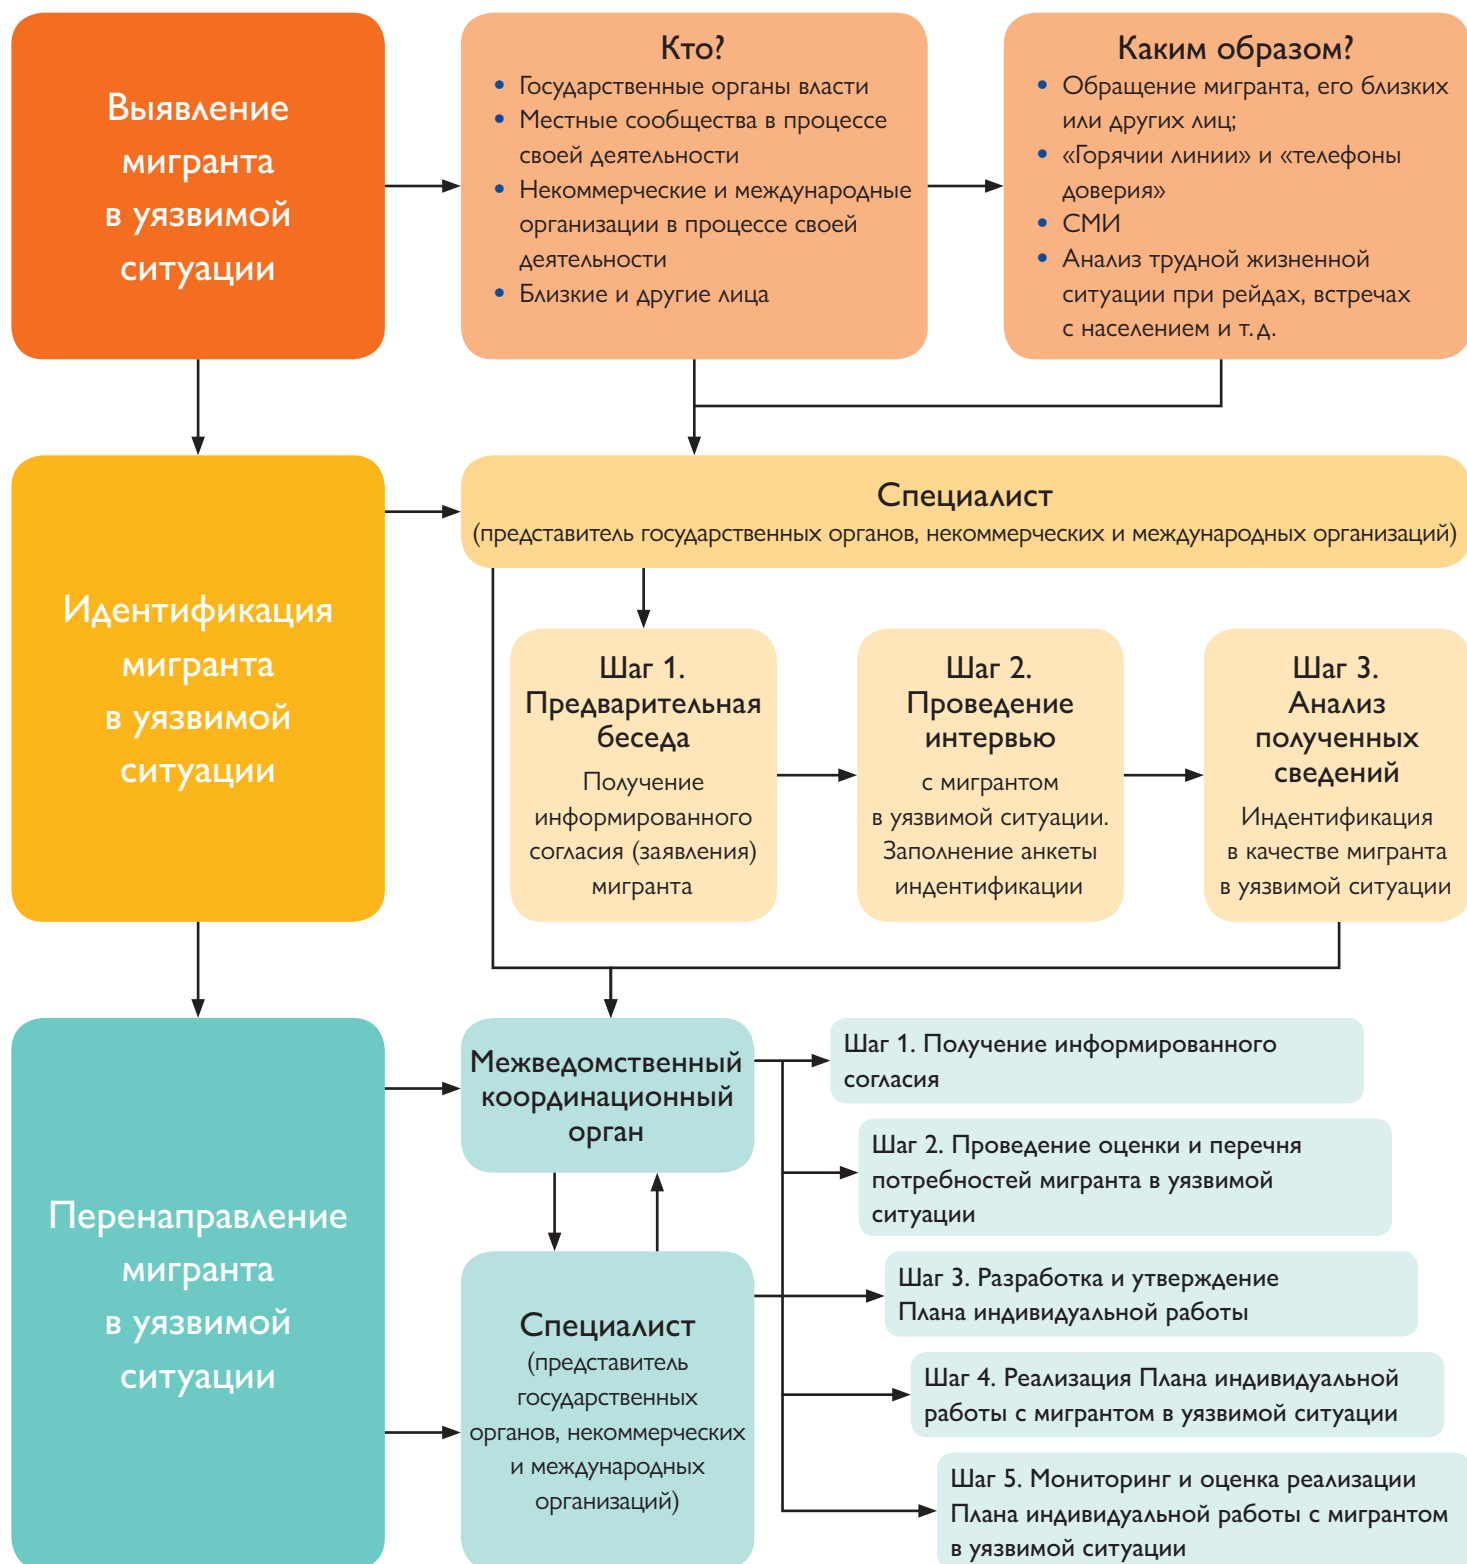 Выявление
мигранта
в уязвимой
ситуации
Кто?
• Государственные органы власти
• Местные сообщества в процессе
своей деятельности
• Некоммерческие и международные
организации в процессе своей
деятельности
• Близкие и другие лица
Каким образом?
• Обращение мигранта, его близких
или других лиц;
• «Горячии линии» и «телефоны
доверия»
• СМИ
• Анализ трудной жизненной
ситуации при рейдах, встречах
с населением и т. д.
Идентификация
мигранта
в уязвимой
ситуации
Специалист
(представитель государственных органов, некоммерческих и международных организаций)
Шаг 1.
Предварительная
беседа
Получение
информированного
согласия (заявления)
мигранта
Шаг 2.
Проведение
интервью
с мигрантом
в уязвимой ситуации.
Заполнение анкеты
индентификации
Шаг 3.
Анализ
полученных
сведений
Индентификация
в качестве мигранта
в уязвимой ситуации
Перенаправление
мигранта
в уязвимой
ситуации
Межведомственный
координационный
орган
Специалист
(представитель
государственных
органов, некоммерческих
и международных
организаций)
Шаг 1. Получение информированного
согласия
Шаг 2. Проведение оценки и перечня
потребностей мигранта в уязвимой
ситуации
Шаг 3. Разработка и утверждение
Плана индивидуальной работы
Шаг 4. Реализация Плана индивидуальной
работы с мигрантом в уязвимой ситуации
Шаг 5. Мониторинг и оценка реализации
Плана индивидуальной работы с мигрантом
в уязвимой ситуации